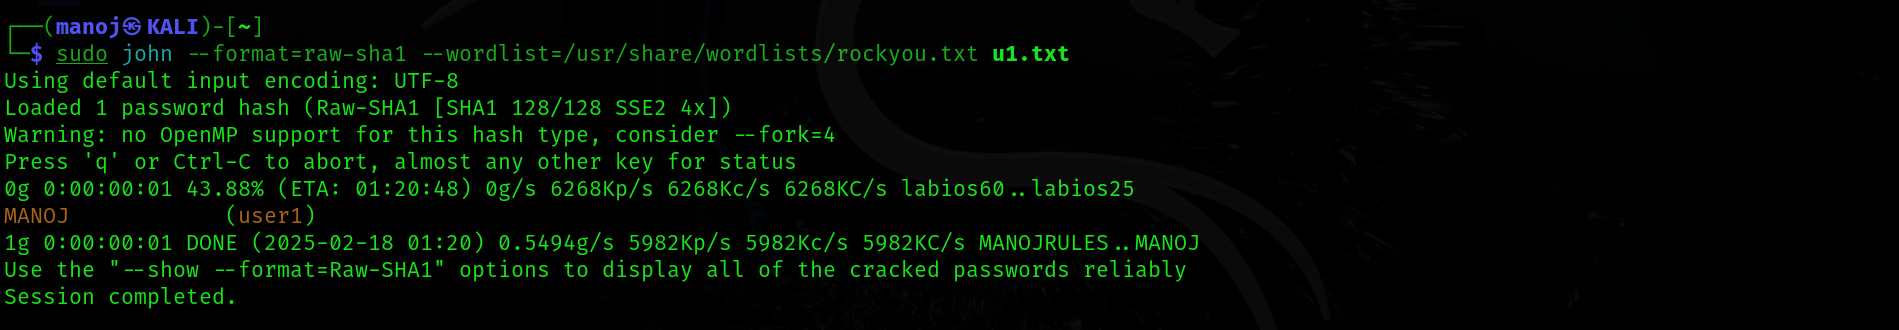 ┌──(manoj㉿KALI)-[~]
└─$ sudo john --format=raw-sha1 --wordlist=/usr/share/wordlists/rockyou.txt u1.txt
Using default input encoding: UTF-8
Loaded 1 password hash (Raw-SHA1 [SHA1 128/128 SSE2 4x])
Warning: no OpenMP support for this hash type, consider --fork=4
Press 'q' or Ctrl-C to abort, almost any other key for status
0g 0:00:00:01 43.88% (ETA: 01:20:48) 0g/s 6268Kp/s 6268Kc/s 6268KC/s labios60..labios25
MANOJ            (user1)
1g 0:00:00:01 DONE (2025-02-18 01:20) 0.5494g/s 5982Kp/s 5982Kc/s 5982KC/s MANOJRULES..MANOJ
Use the "--show --format=Raw-SHA1" options to display all of the cracked passwords reliably
Session completed.